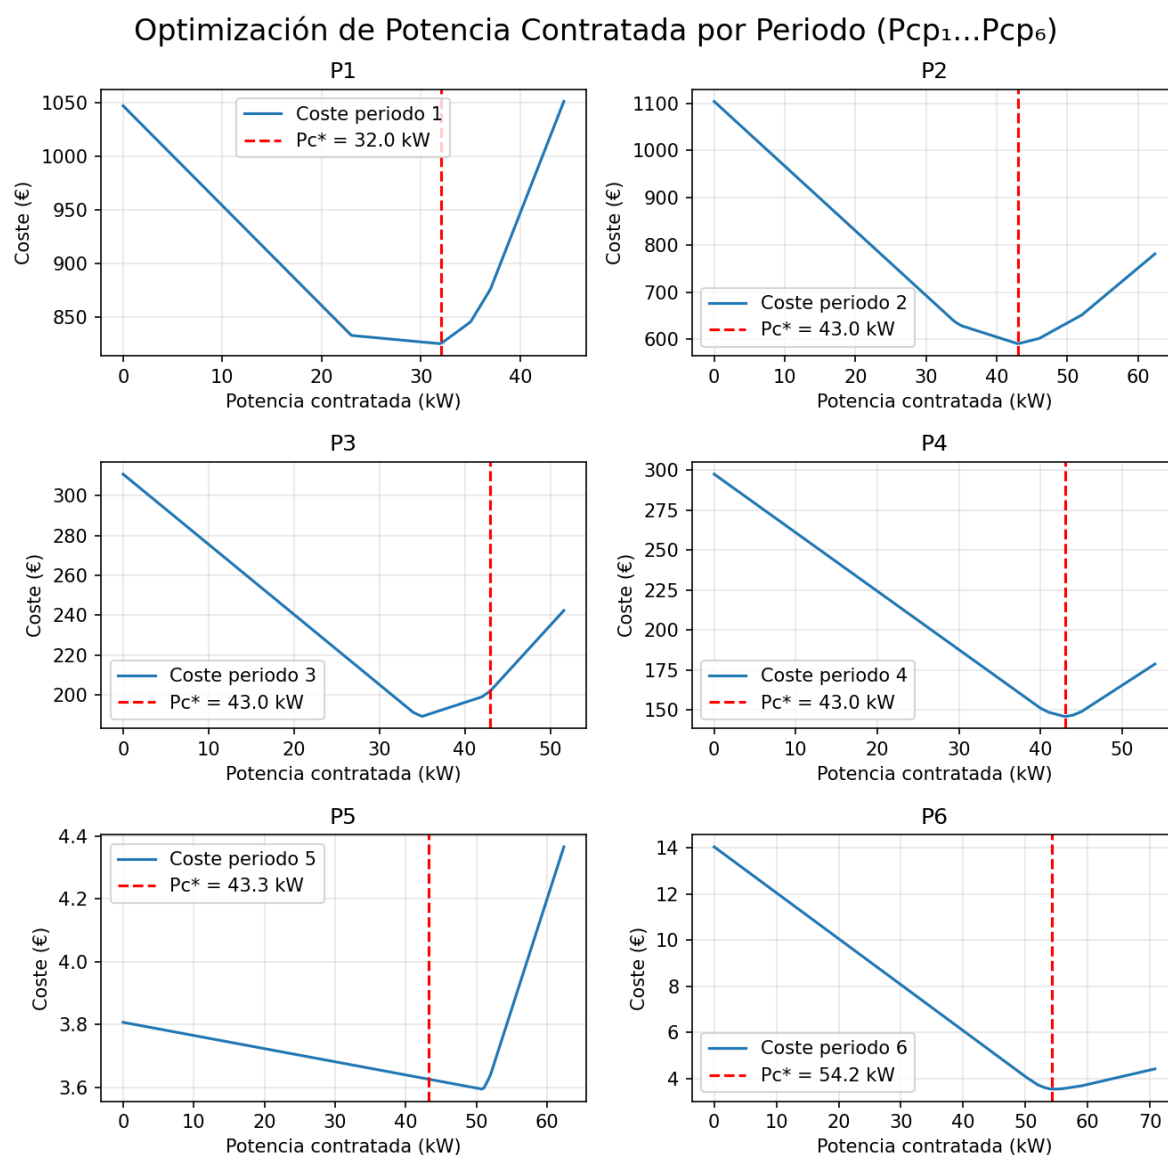 Optimización de Potencia Contratada por Periodo (Pcp₁...Pcp₆)
P1
Coste (€)
1050
1000
950
900
850
Coste periodo 1
Pc* = 32.0 kW
0 20 40
Potencia contratada (kW)
P2
Coste (€)
1100
1000
900
800
700
600
Coste periodo 2
Pc* = 43.0 kW
0 10 20 30 40 50 60
Potencia contratada (kW)
P3
Coste (€)
300
280
260
240
220
200
Coste periodo 3
Pc* = 43.0 kW
0 10 20 30 40 50
Potencia contratada (kW)
P4
Coste (€)
300
275
250
225
200
175
150
Coste periodo 4
Pc* = 43.0 kW
0 10 20 30 40 50
Potencia contratada (kW)
P5
Coste (€)
4.4
4.2
4.0
3.8
3.6
Coste periodo 5
Pc* = 43.3 kW
0 10 20 30 40 50 60
Potencia contratada (kW)
P6
Coste (€)
14
12
10
8
6
4
Coste periodo 6
Pc* = 54.2 kW
0 10 20 30 40 50 60 70
Potencia contratada (kW)